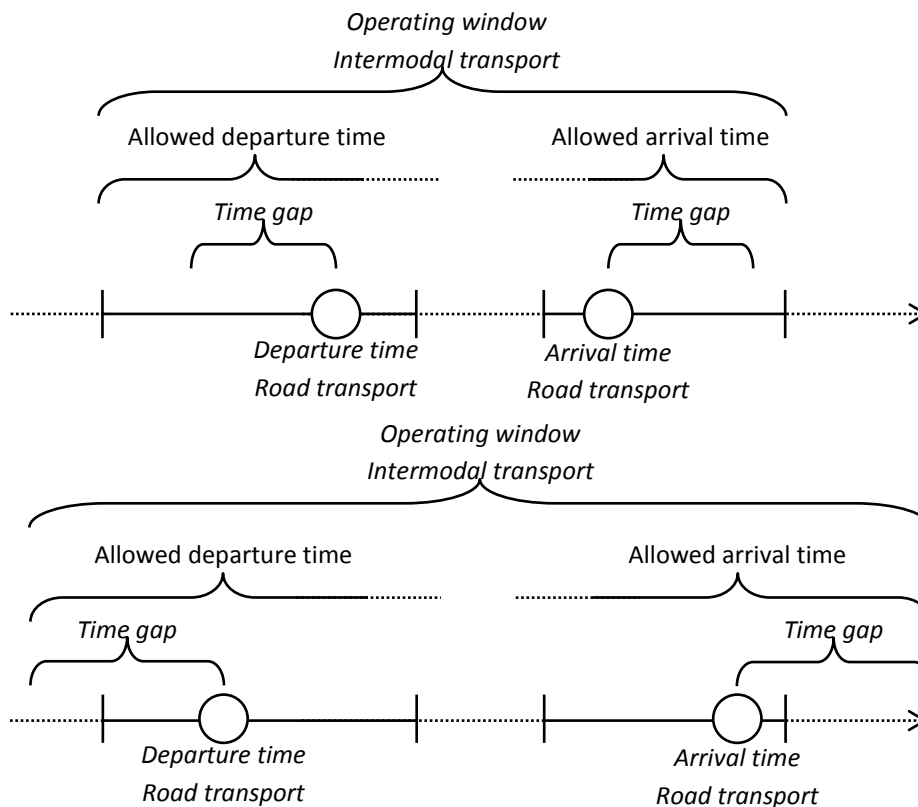 Operating window
Intermodal transport
Allowed departure time
Allowed arrival time
Time gap
Time gap
Departure time
Road transport
Arrival time
Road transport
Operating window
Intermodal transport
Allowed departure time
Allowed arrival time
Time gap
Time gap
Departure time
Road transport
Arrival time
Road transport